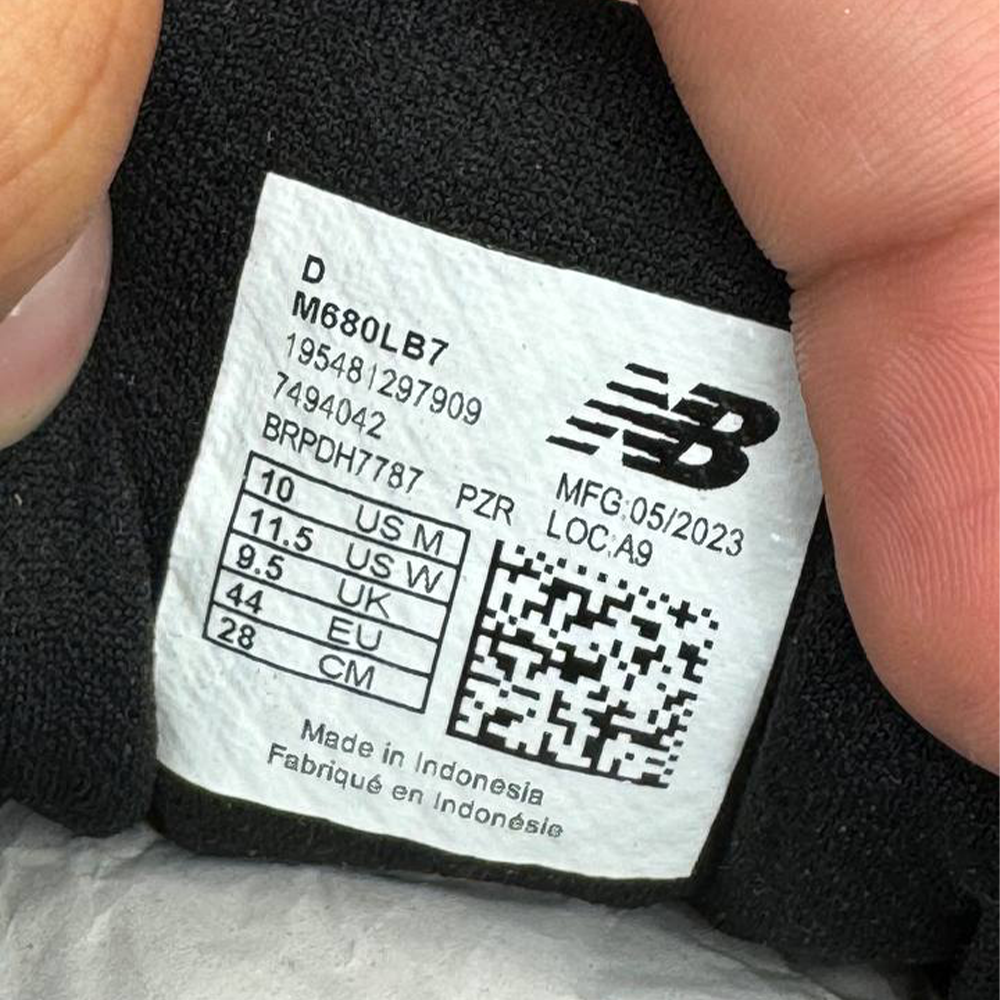 D
M680LB7
195481297909
7494042
BRPDH7787 PZR
NB
MFG:05/2023
LOC:A9
10 US M
11.5 US W
9.5 UK
44 EU
28 CM
Made in Indonesia
Fabriqué en Indonésie